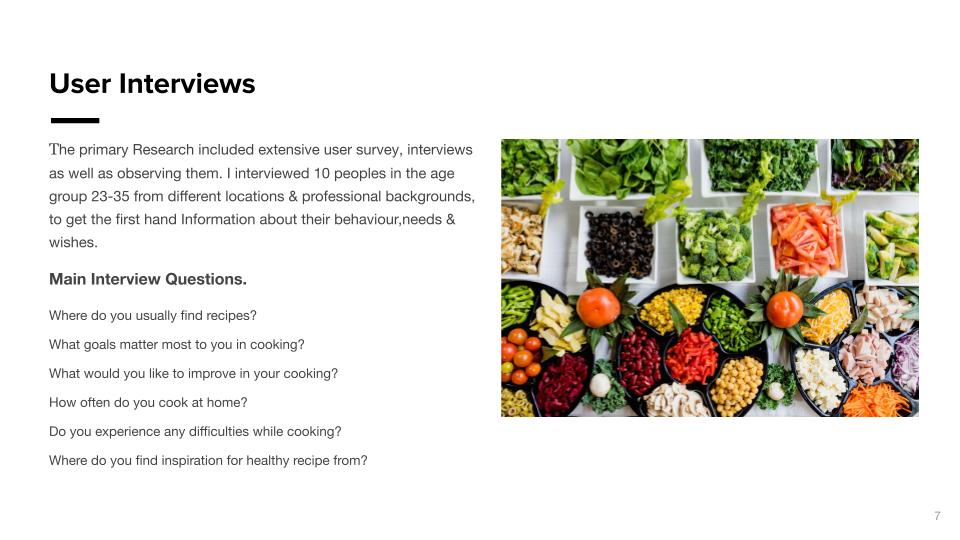 User Interviews
The primary Research included extensive user survey, interviews
as well as observing them. I interviewed 10 peoples in the age
group 23-35 from different locations & professional backgrounds,
to get the first hand Information about their behaviour,needs &
wishes.
Main Interview Questions.
Where do you usually find recipes?
What goals matter most to you in cooking?
What would you like to improve in your cooking?
How often do you cook at home?
Do you experience any difficulties while cooking?
Where do you find inspiration for healthy recipe from?
7